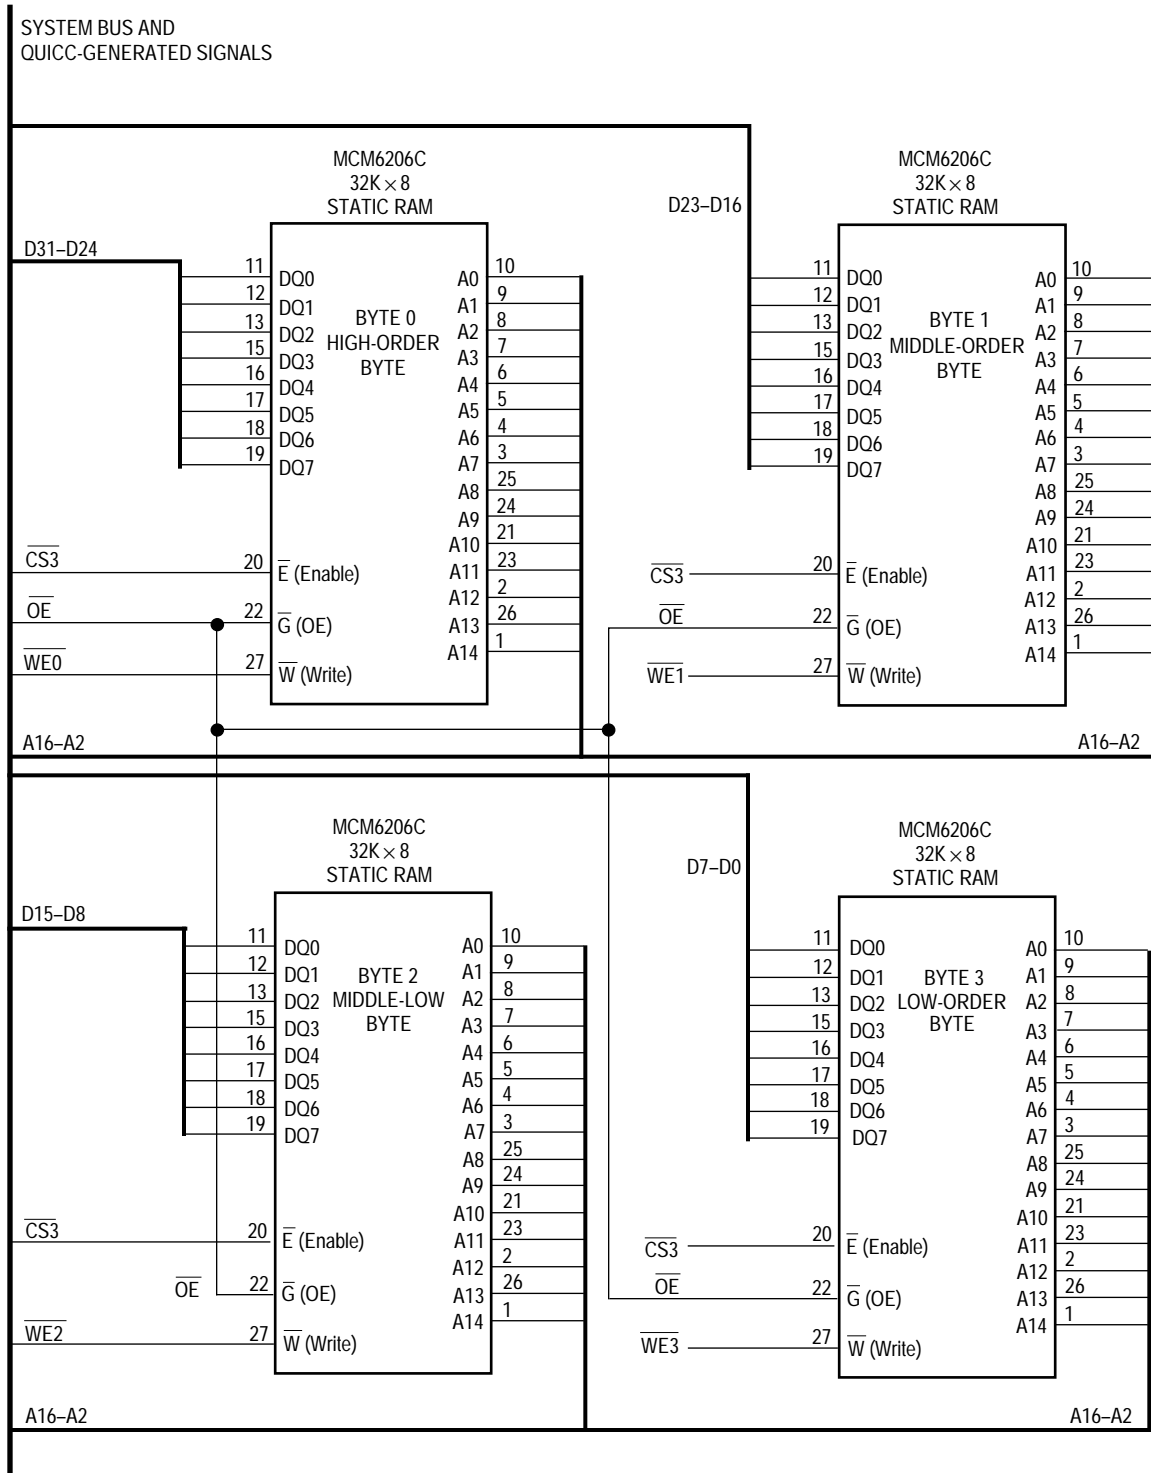 SYSTEM BUS AND
QUICC-GENERATED SIGNALS
MCM6206C
32K × 8
STATIC RAM
D31–D24
11 DQ0
12 DQ1
13 DQ2
15 DQ3
16 DQ4
17 DQ5
18 DQ6
19 DQ7
BYTE 0
HIGH-ORDER
BYTE
A0 10
A1 9
A2 8
A3 7
A4 6
A5 5
A6 4
A7 3
A8 25
A9 24
A10 21
A11 23
A12 2
A13 26
A14 1
C̅S̅3̅ 20 E̅ (Enable)
O̅E̅ 22 G̅ (OE)
W̅E̅0̅ 27 W̅ (Write)
A16–A2
MCM6206C
32K × 8
STATIC RAM
D23–D16
11 DQ0
12 DQ1
13 DQ2
15 DQ3
16 DQ4
17 DQ5
18 DQ6
19 DQ7
BYTE 1
MIDDLE-ORDER
BYTE
A0 10
A1 9
A2 8
A3 7
A4 6
A5 5
A6 4
A7 3
A8 25
A9 24
A10 21
A11 23
A12 2
A13 26
A14 1
C̅S̅3̅ 20 E̅ (Enable)
O̅E̅ 22 G̅ (OE)
W̅E̅1̅ 27 W̅ (Write)
A16–A2
MCM6206C
32K × 8
STATIC RAM
D15–D8
11 DQ0
12 DQ1
13 DQ2
15 DQ3
16 DQ4
17 DQ5
18 DQ6
19 DQ7
BYTE 2
MIDDLE-LOW
BYTE
A0 10
A1 9
A2 8
A3 7
A4 6
A5 5
A6 4
A7 3
A8 25
A9 24
A10 21
A11 23
A12 2
A13 26
A14 1
C̅S̅3̅ 20 E̅ (Enable)
O̅E̅ 22 G̅ (OE)
W̅E̅2̅ 27 W̅ (Write)
A16–A2
MCM6206C
32K × 8
STATIC RAM
D7–D0
11 DQ0
12 DQ1
13 DQ2
15 DQ3
16 DQ4
17 DQ5
18 DQ6
19 DQ7
BYTE 3
LOW-ORDER
BYTE
A0 10
A1 9
A2 8
A3 7
A4 6
A5 5
A6 4
A7 3
A8 25
A9 24
A10 21
A11 23
A12 2
A13 26
A14 1
C̅S̅3̅ 20 E̅ (Enable)
O̅E̅ 22 G̅ (OE)
W̅E̅3̅ 27 W̅ (Write)
A16–A2